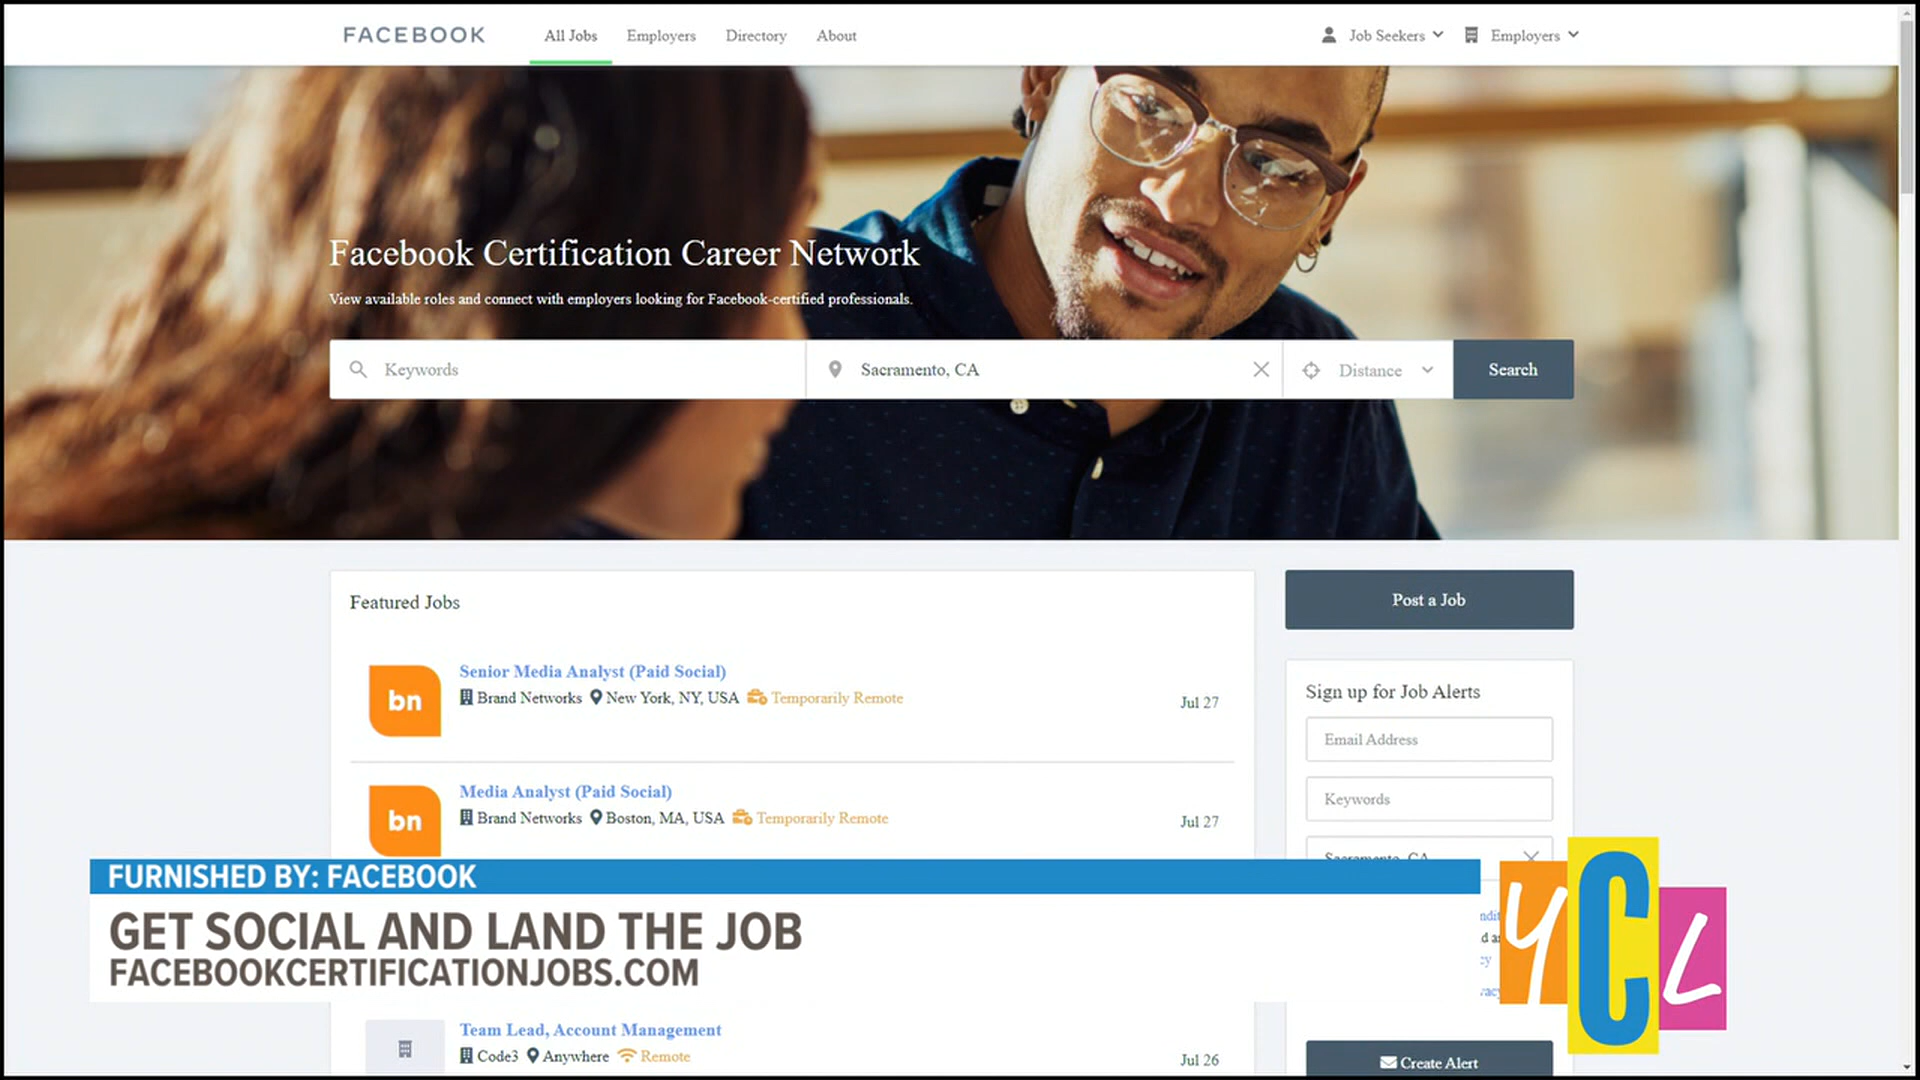 FACEBOOK All Jobs Employers Directory About Job Seekers Employers
Facebook Certification Career Network
View available roles and connect with employers looking for Facebook-certified professionals.
Keywords Sacramento, CA Distance Search
Featured Jobs
Post a Job
Senior Media Analyst (Paid Social)
bn
Brand Networks New York, NY, USA Temporarily Remote
Jul 27
Sign up for Job Alerts
Email Address
Media Analyst (Paid Social)
bn
Brand Networks Boston, MA, USA Temporarily Remote
Jul 27
Keywords
Sacramento, CA
FURNISHED BY: FACEBOOK
GET SOCIAL AND LAND THE JOB
FACEBOOKCERTIFICATIONJOBS.COM
YCL
Team Lead, Account Management
Code3 Anywhere Remote
Jul 26
Create Alert